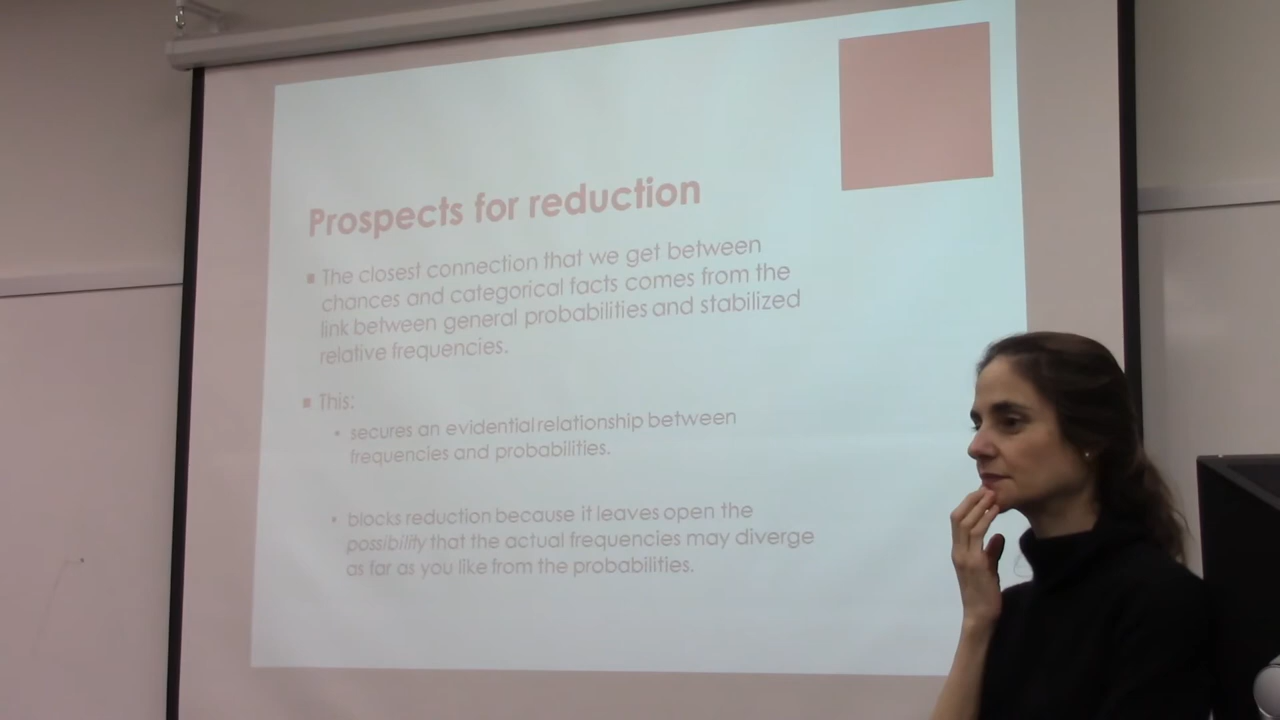 Prospects for reduction
The closest connection that we get between
chances and categorical facts comes from the
link between general probabilities and stabilized
relative frequencies.
This:
secures an evidential relationship between
frequencies and probabilities.
blocks reduction because it leaves open the
possibility that the actual frequencies may diverge
as far as you like from the probabilities.